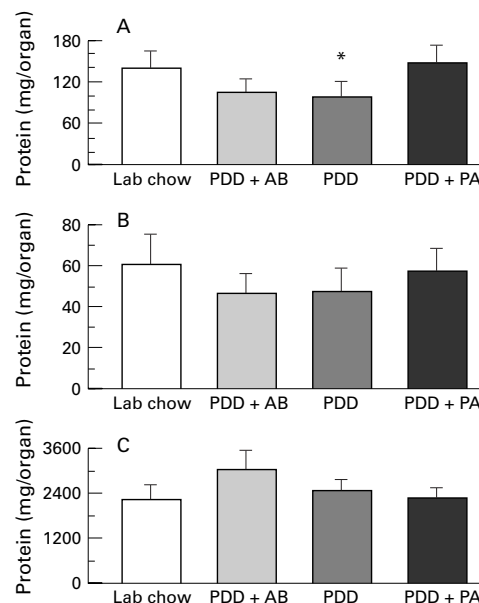 A
Protein (mg/organ)
180
120
60
0
*
Lab chow PDD + AB PDD PDD + PA
B
Protein (mg/organ)
80
60
40
20
0
Lab chow PDD + AB PDD PDD + PA
C
Protein (mg/organ)
3600
2400
1200
0
Lab chow PDD + AB PDD PDD + PA